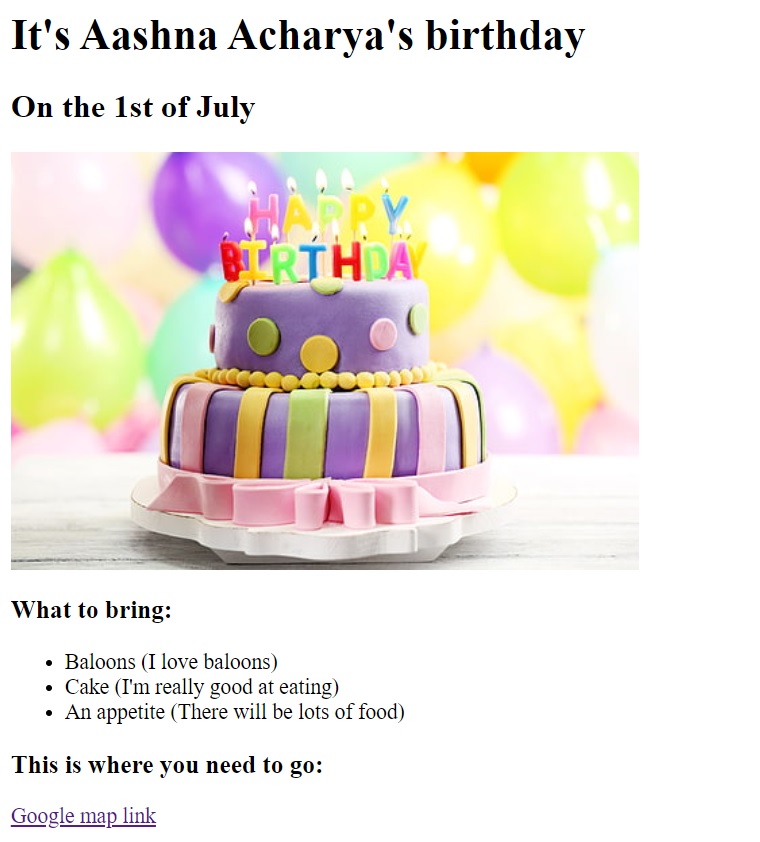 It's Aashna Acharya's birthday
On the 1st of July
HAPPY
BIRTHDAY
What to bring:
Baloons (I love baloons)
Cake (I'm really good at eating)
An appetite (There will be lots of food)
This is where you need to go:
Google map link